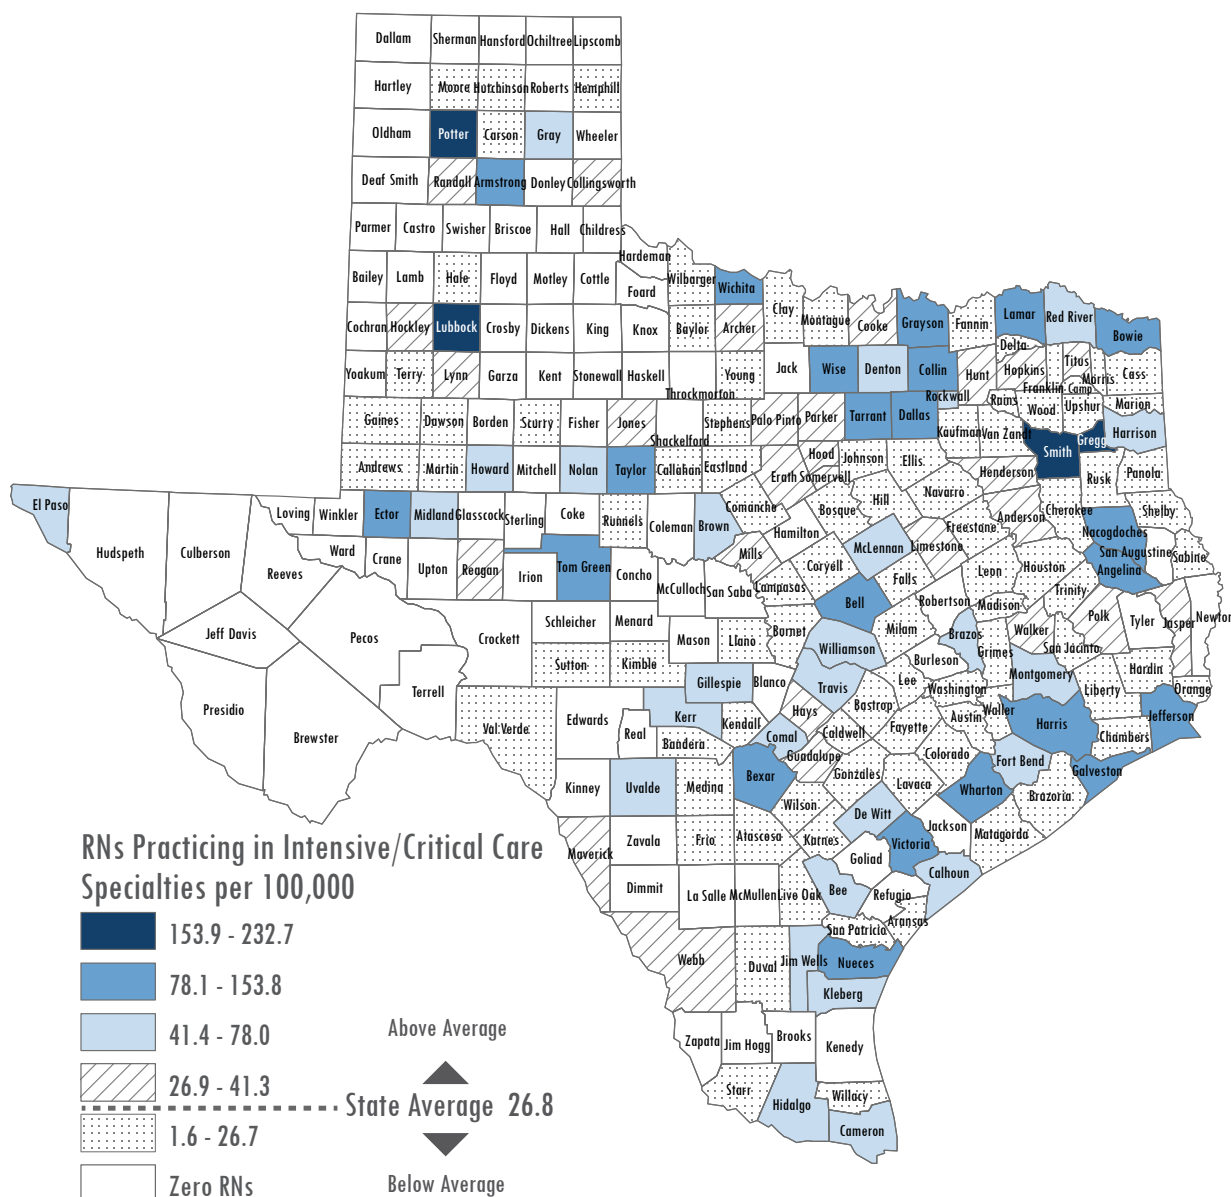 Dallam Sherman Hansford Ochiltree Lipscomb
Hartley Moore Hutchinson Roberts Hemphill
Oldham Potter Carson Gray Wheeler
Deaf Smith Randall Armstrong Donley Collingsworth
Parmer Castro Swisher Briscoe Hall Childress
Hardeman
Bailey Lamb Hale Floyd Motley Cottle Foard Wilbarger Wichita
Clay Montague Cooke Grayson Fannin Lamar Red River Bowie
Cochran Hockley Lubbock Crosby Dickens King Knox Baylor Archer
Delta Titus
Yoakum Terry Lynn Garza Kent Stonewall Haskell Throckmorton Young Jack Wise Denton Collin Hunt Hopkins Franklin Camp Morris Cass
Rockwall Rains Wood Upshur Marion
Gaines Dawson Borden Scurry Fisher Jones Shackelford Stephens Palo Pinto Parker Tarrant Dallas Kaufman Van Zandt Smith Gregg Harrison
Andrews Martin Howard Mitchell Nolan Taylor Callahan Eastland Erath Hood Somervell Johnson Ellis Henderson Rusk Panola
El Paso Hudspeth Culberson Loving Winkler Ector Midland Glasscock Sterling Coke Runnels Coleman Brown Comanche Bosque Hill Navarro Freestone Anderson Cherokee Shelby
Reeves Ward Crane Upton Reagan Irion Tom Green Concho McCulloch San Saba Mills Hamilton Coryell McLennan Limestone Leon Houston Nacogdoches San Augustine Sabine Angelina
Jeff Davis Pecos Crockett Schleicher Menard Mason Llano Lampasas Burnet Bell Falls Milam Robertson Madison Trinity Polk Tyler Jasper Newton
Presidio Brewster Terrell Sutton Kimble Gillespie Blanco Travis Williamson Lee Burleson Brazos Grimes Walker San Jacinto Montgomery Liberty Hardin Orange
Val Verde Edwards Real Kerr Bandera Kendall Comal Hays Caldwell Bastrop Fayette Washington Austin Waller Harris Chambers Jefferson
Kinney Uvalde Medina Bexar Guadalupe Gonzales Lavaca Colorado Wharton Fort Bend Brazoria Galveston
Maverick Zavala Frio Atascosa Wilson Karnes De Witt Victoria Jackson Matagorda
Dimmit La Salle McMullen Live Oak Bee Goliad Refugio Calhoun Aransas
Webb Duval Jim Wells San Patricio Nueces Kleberg
Zapata Jim Hogg Brooks Kenedy
Starr Hidalgo Willacy Cameron
RNs Practicing in Intensive/Critical Care
Specialties per 100,000
153.9 - 232.7
78.1 - 153.8
41.4 - 78.0
Above Average
26.9 - 41.3
State Average 26.8
1.6 - 26.7
Zero RNs
Below Average